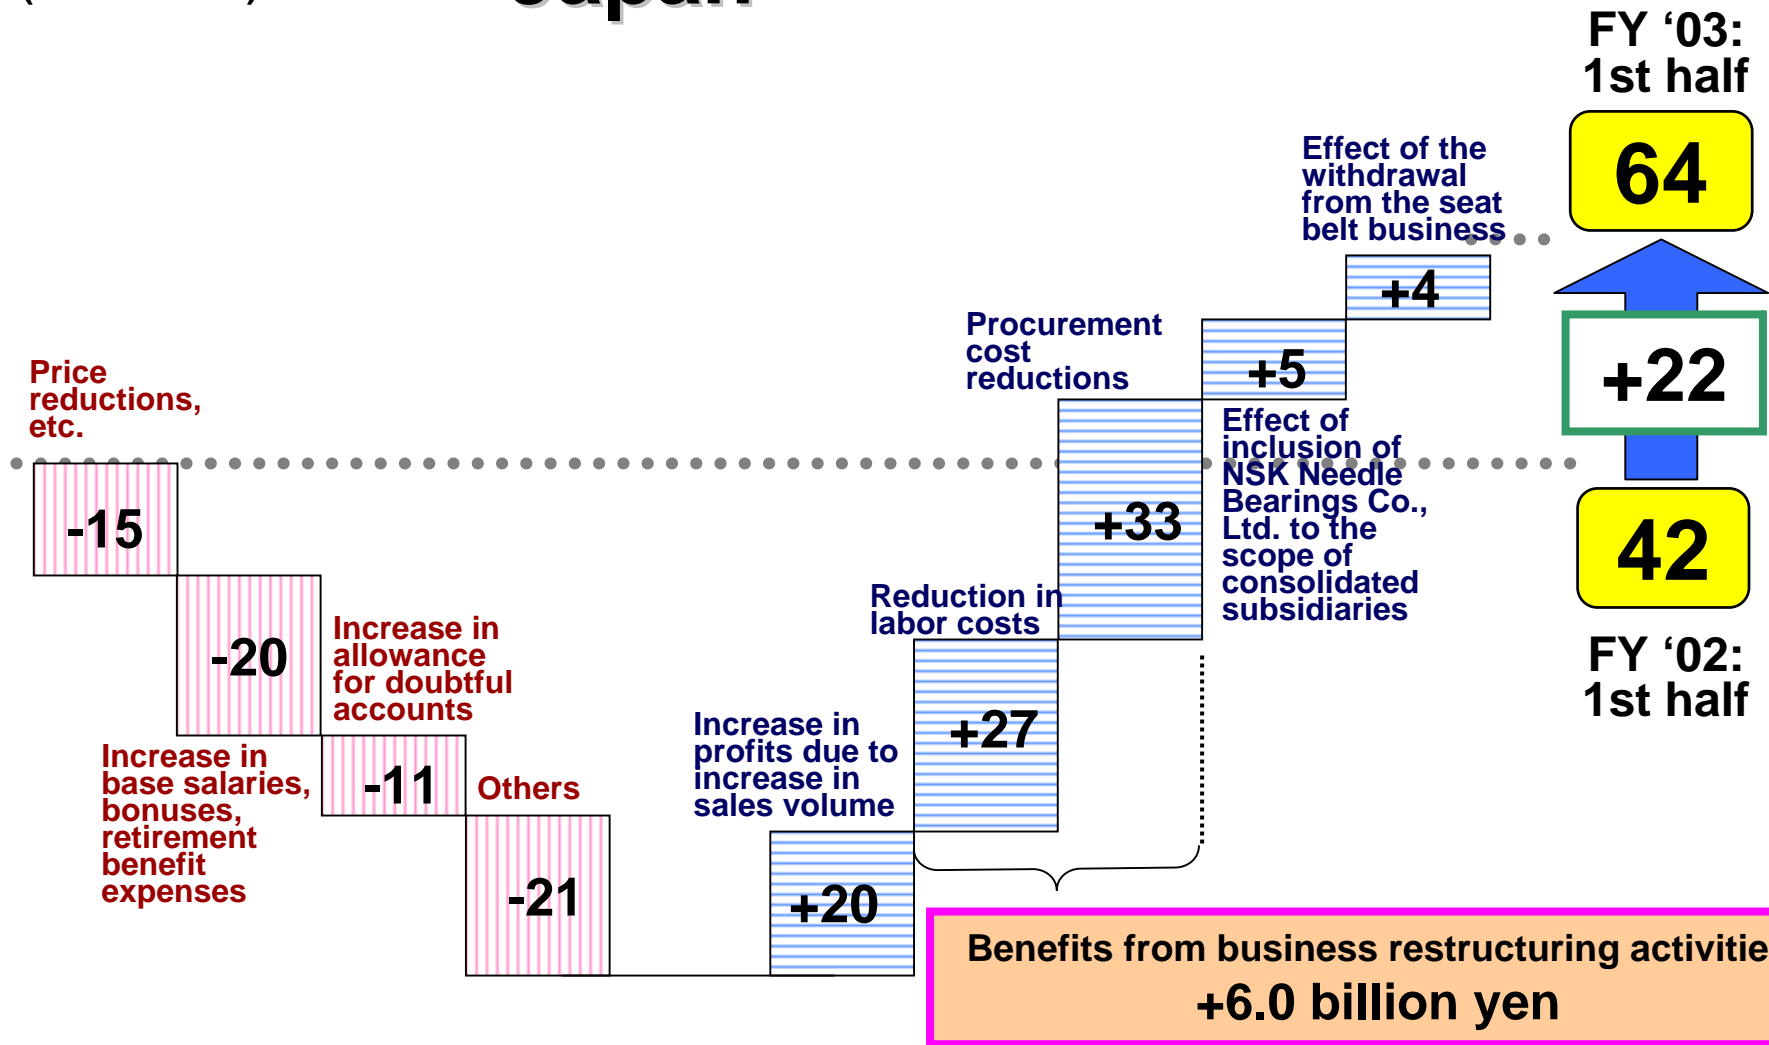 FY ‘03:
1st half
64
Effect of the
withdrawal
from the seat
belt business
+4
Procurement
cost
reductions
+5
+22
Price
reductions,
etc.
Effect of
inclusion of
NSK Needle
Bearings Co.,
Ltd. to the
scope of
consolidated
subsidiaries
-15
+33
42
Reduction in
labor costs
-20
Increase in
allowance
for doubtful
accounts
FY ‘02:
1st half
+27
Increase in
profits due to
increase in
sales volume
Increase in
base salaries,
bonuses,
retirement
benefit
expenses
-11
Others
-21
+20
Benefits from business restructuring activitie
+6.0 billion yen